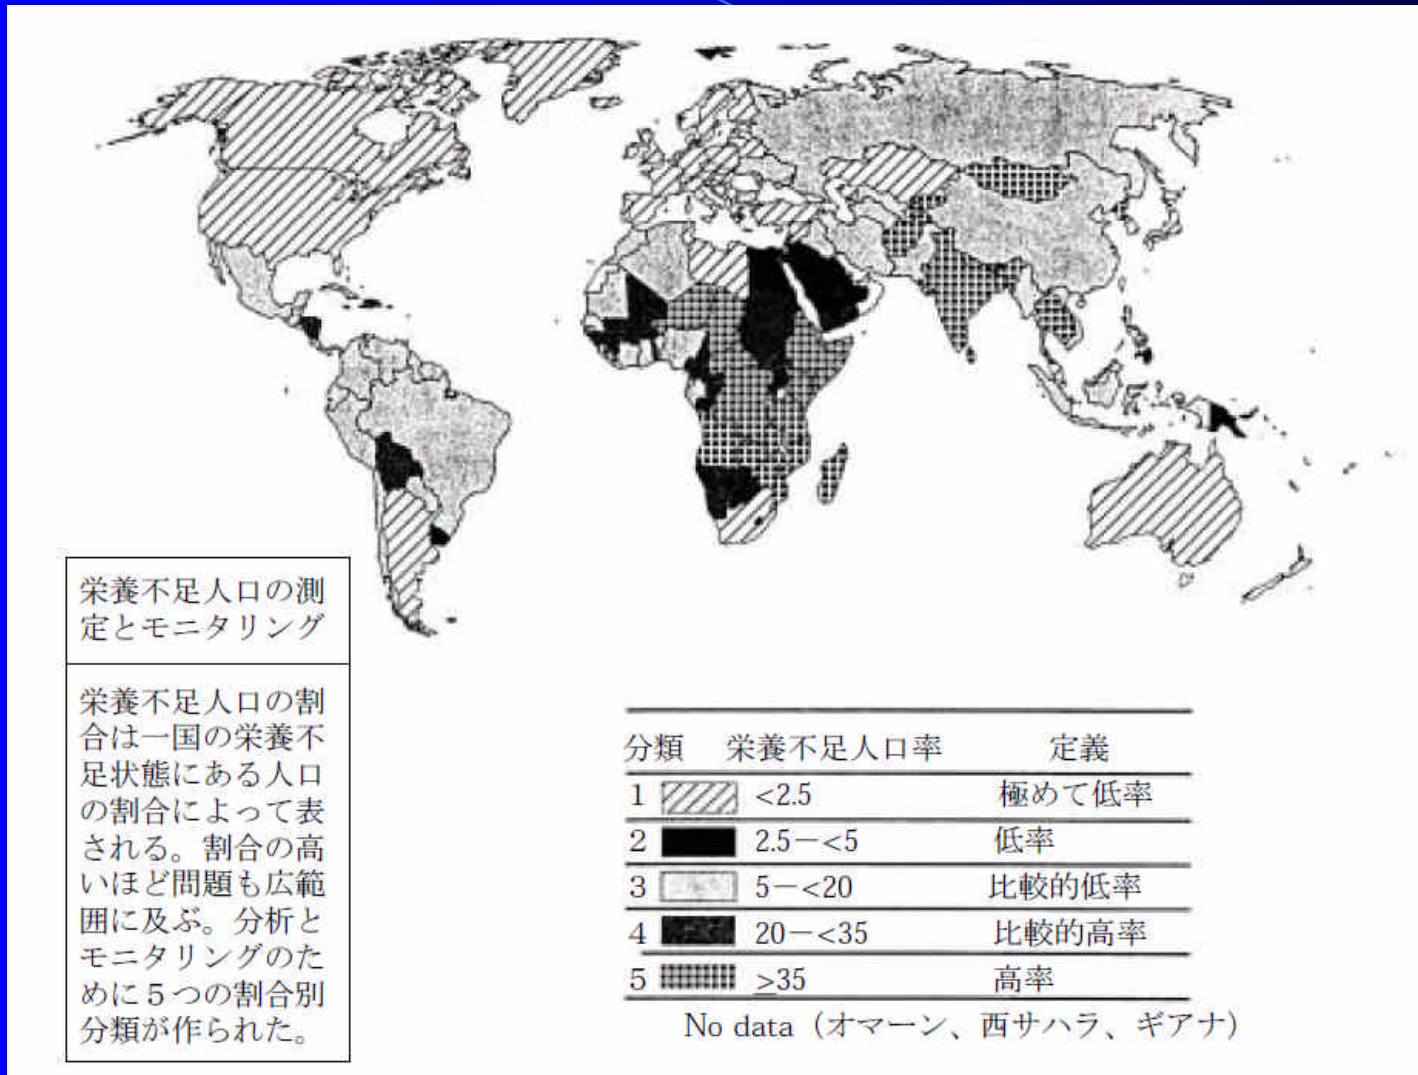 栄養不足人口の測
定とモニタリング
栄養不足人口の割
合は一国の栄養不
足状態にある人口
の割合によって表
される。割合の高
いほど問題も広範
囲に及ぶ。分析と
モニタリングのた
めに５つの割合別
分類が作られた。
分類 栄養不足人口率 定義
1 <2.5 極めて低率
2 2.5－<5 低率
3 5－<20 比較的低率
4 20－<35 比較的高率
5 ≥35 高率
No data（オマーン、西サハラ、ギアナ）